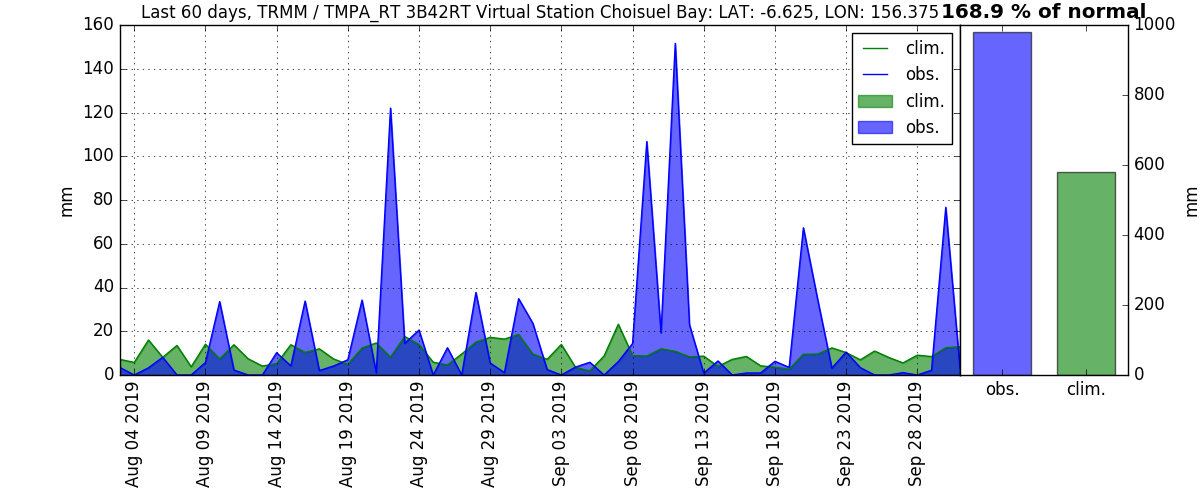 Last 60 days, TRMM / TMPA_RT 3B42RT Virtual Station Choisuel Bay: LAT: -6.625, LON: 156.375
168.9 % of normal
160
140
120
100
80
60
40
20
0
mm
clim.
obs.
clim.
obs.
1000
800
600
400
200
0
mm
Aug 04 2019
Aug 09 2019
Aug 14 2019
Aug 19 2019
Aug 24 2019
Aug 29 2019
Sep 03 2019
Sep 08 2019
Sep 13 2019
Sep 18 2019
Sep 23 2019
Sep 28 2019
obs.
clim.